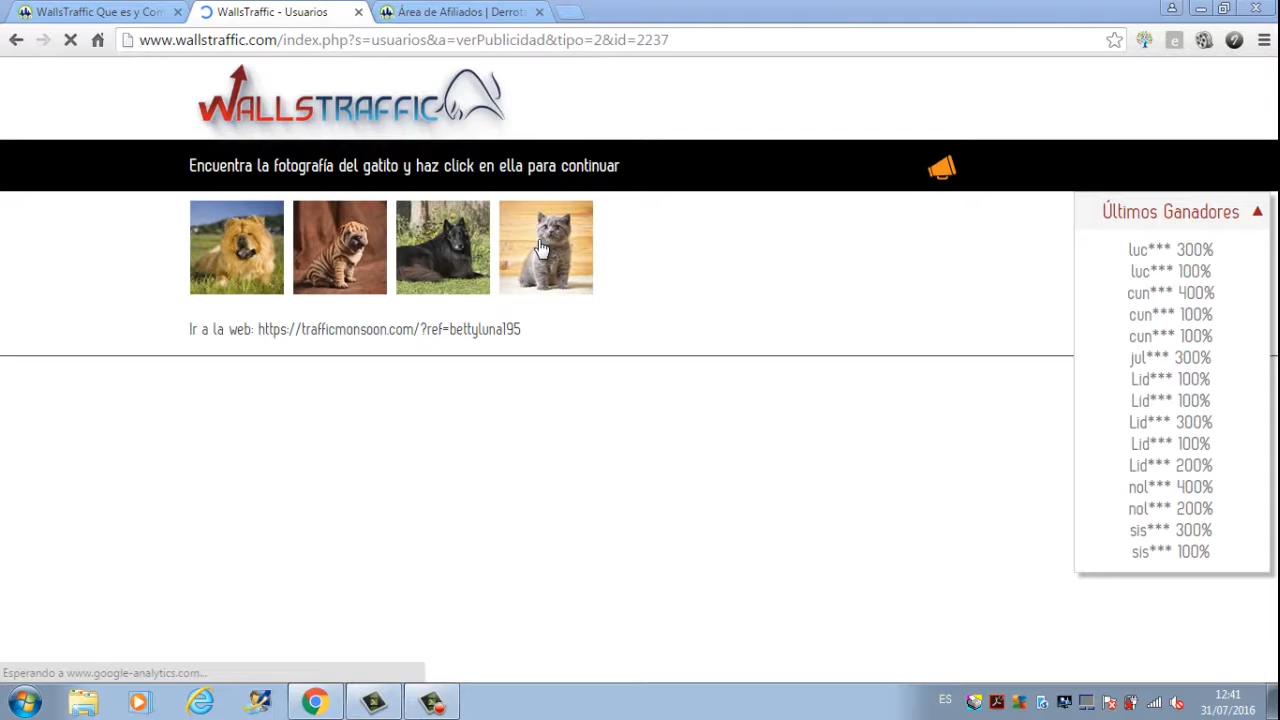 WallsTraffic Que es y Com
WallsTraffic - Usuarios
Área de Afiliados | Derrota
www.wallstraffic.com/index.php?s=usuarios&a=verPublicidad&tipo=2&id=2237
WALLSTRAFFIC
Encuentra la fotografía del gatito y haz click en ella para continuar
Ir a la web: https://trafficmonsoon.com/?ref=bettyluna195
Últimos Ganadores
luc*** 300%
luc*** 100%
cun*** 400%
cun*** 100%
cun*** 100%
jul*** 300%
Lid*** 100%
Lid*** 100%
Lid*** 300%
Lid*** 100%
Lid*** 200%
nol*** 400%
nol*** 200%
sis*** 300%
sis*** 100%
Esperando a www.google-analytics.com...
ES
12:41
31/07/2016